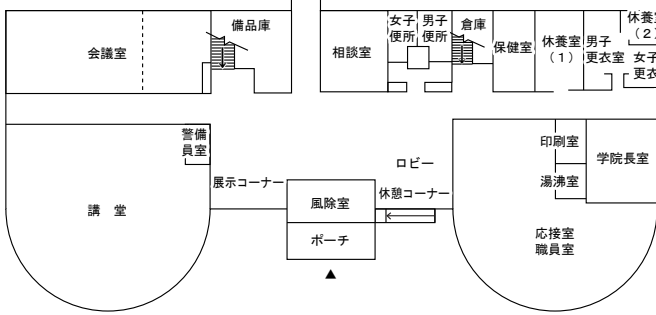 会議室
備品庫
相談室
女子
便所
男子
便所
倉庫
保健室
休養室
(1)
男子
更衣室
休養室
(2)
女子
更衣
警備
員室
講 堂
展示コーナー
風除室
ポーチ
ロビー
休憩コーナー
印刷室
湯沸室
学院長室
応接室
職員室